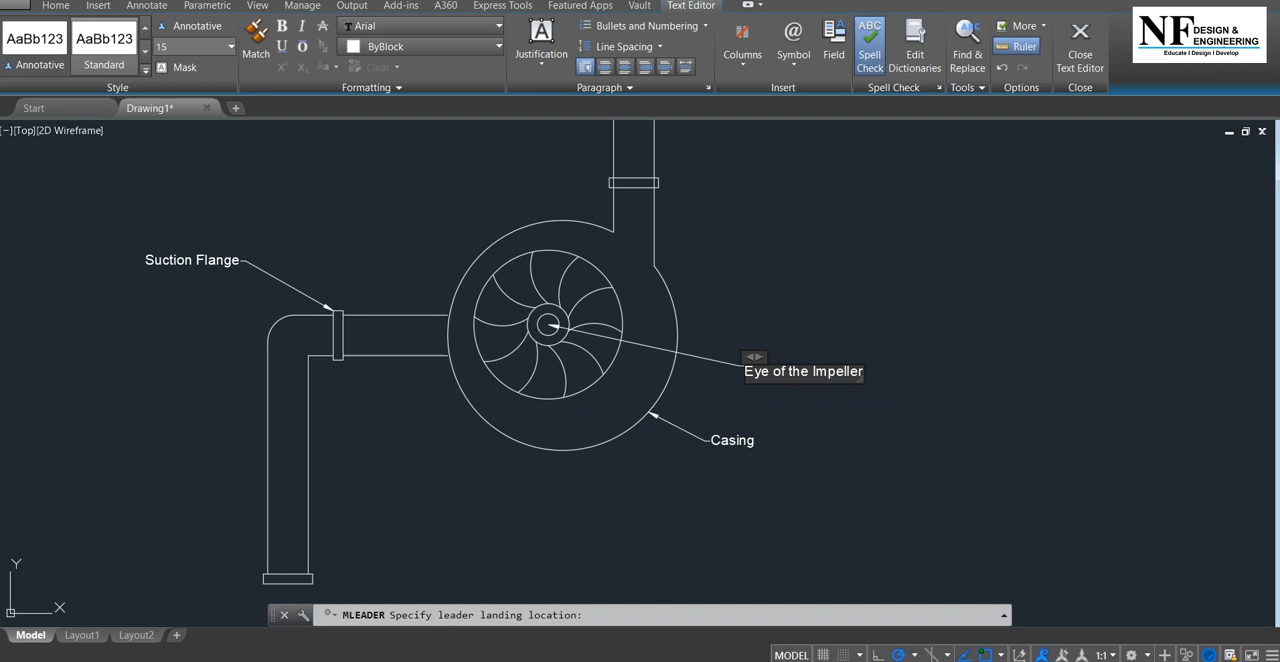 Home Insert Annotate Parametric View Manage Output Add-ins A360 Express Tools Featured Apps Vault Layout Text Editor
AaBb123 AaBb123
Annotative Standard
Annotative
15
Mask
Style
Match
B I A
U O
Aa
Clear
Arial
ByBlock
Formatting
Justification
Bullets and Numbering
Line Spacing
Paragraph
Columns
@
Symbol
Field
Insert
ABC
Spell Check
Edit Dictionaries
Spell Check
Find & Replace
Tools
More
Ruler
Options
Close Text Editor
Close
NF DESIGN & ENGINEERING
Educate I Design I Develop
Start
Drawing1*
[−][Top][2D Wireframe]
Suction Flange
Eye of the Impeller
Casing
Y
X
MLEADER Specify leader landing location:
Model Layout1 Layout2
MODEL 1:1